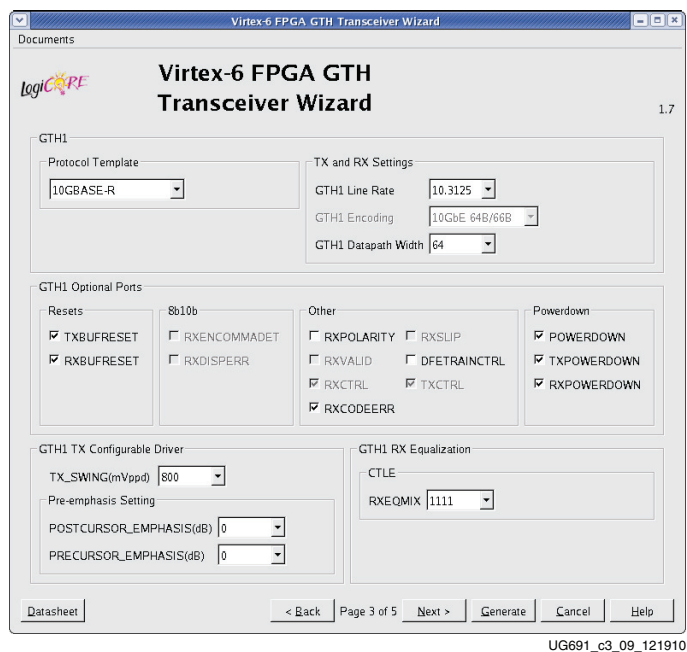 Virtex-6 FPGA GTH Transceiver Wizard
Documents
logiCORE
Virtex-6 FPGA GTH
Transceiver Wizard
1.7
GTH1
Protocol Template
10GBASE-R
TX and RX Settings
GTH1 Line Rate 10.3125
GTH1 Encoding 10GbE 64B/66B
GTH1 Datapath Width 64
GTH1 Optional Ports
Resets
TXBUFRESET
RXBUFRESET
8b10b
RXENCOMMADET
RXDISPERR
Other
RXPOLARITY RXSLIP
RXVALID DFETRAINCTRL
RXCTRL TXCTRL
RXCODEERR
Powerdown
POWERDOWN
TXPOWERDOWN
RXPOWERDOWN
GTH1 TX Configurable Driver
TX_SWING(mVppd) 800
Pre-emphasis Setting
POSTCURSOR_EMPHASIS(dB) 0
PRECURSOR_EMPHASIS(dB) 0
GTH1 RX Equalization
CTLE
RXEQMIX 1111
Datasheet < Back Page 3 of 5 Next > Generate Cancel Help
UG691_c3_09_121910